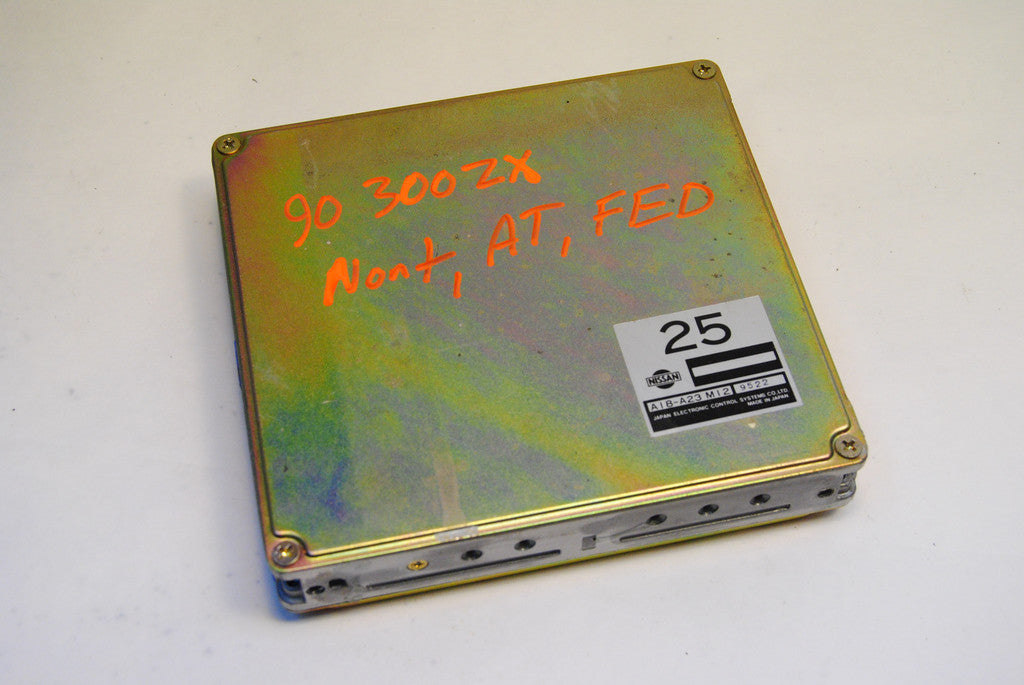 90 300ZX
Nont, AT, FED
25
NISSAN
A18-A23 M12 9522
JAPAN ELECTRONIC CONTROL SYSTEMS CO.,LTD.
MADE IN JAPAN